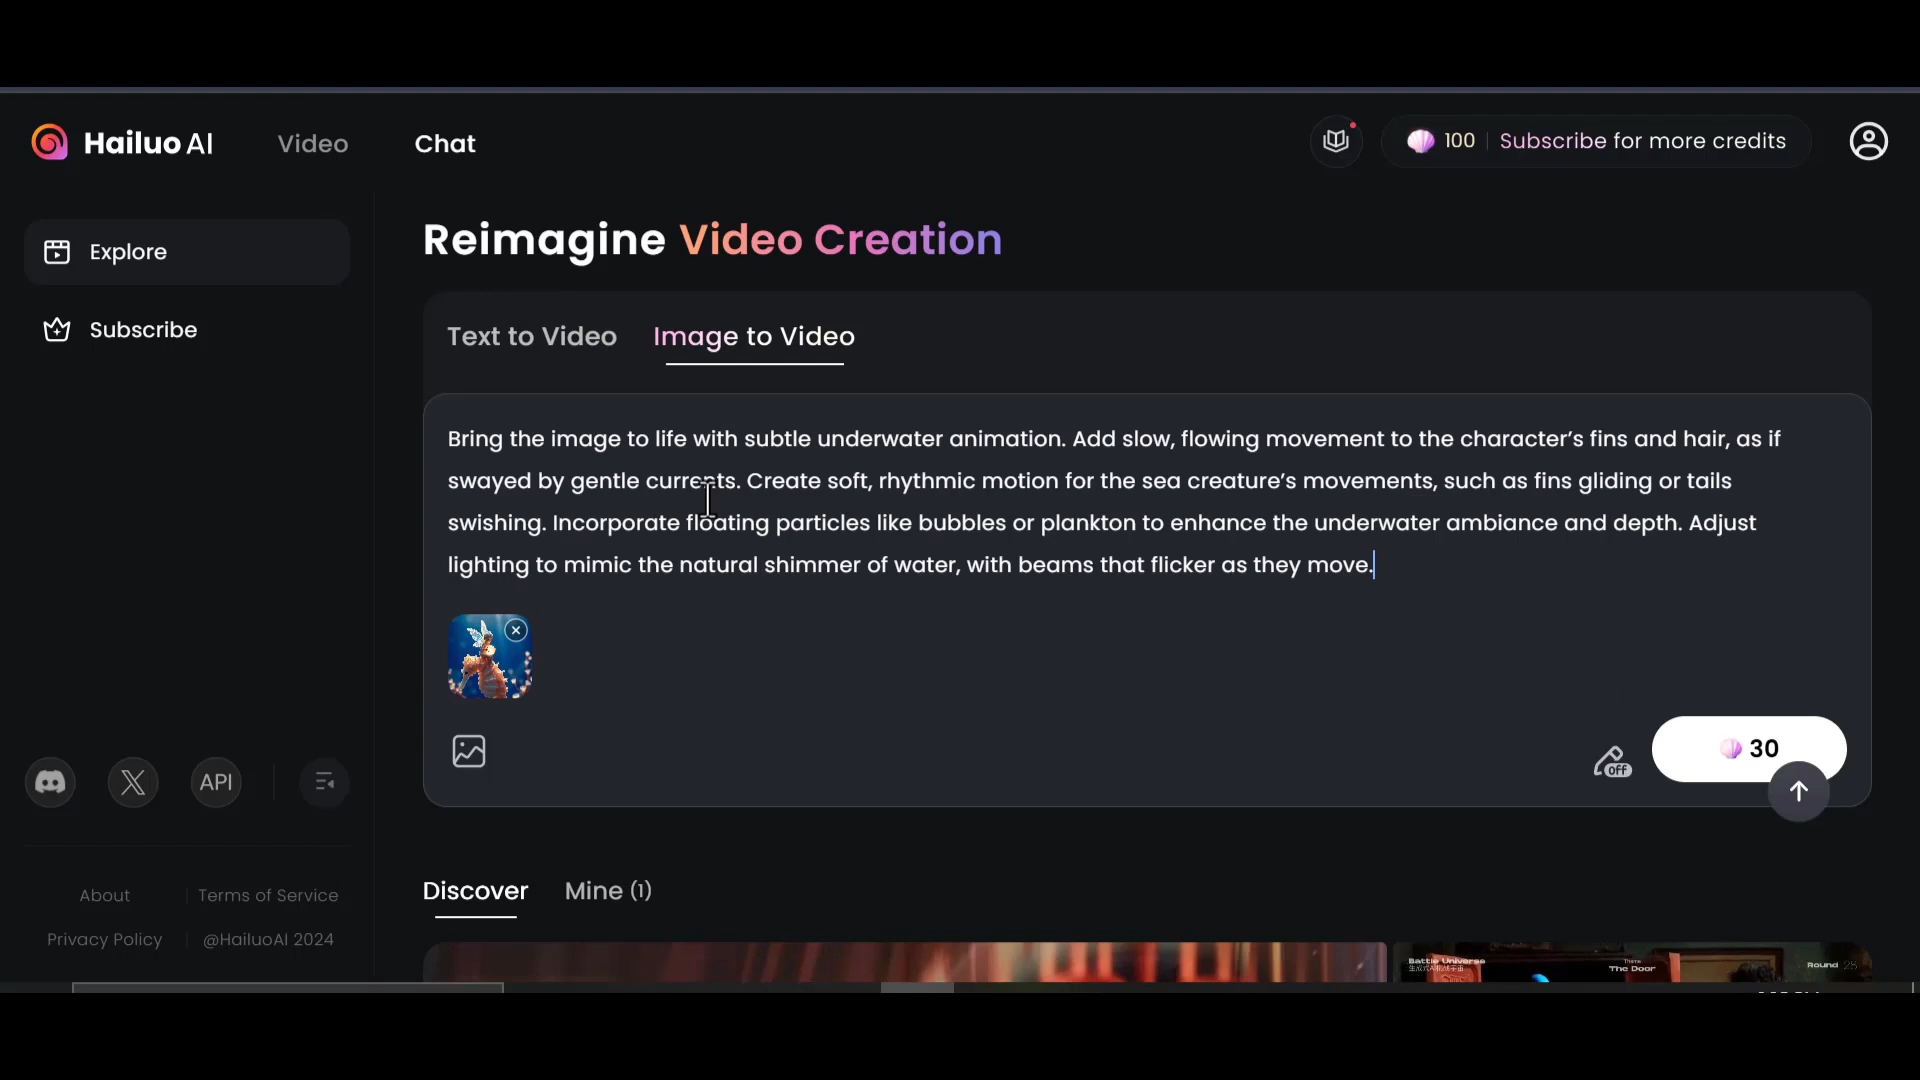 Hailuo AI
Video
Chat
100
Subscribe for more credits
Explore
Subscribe
Reimagine Video Creation
Text to Video
Image to Video
Bring the image to life with subtle underwater animation. Add slow, flowing movement to the character’s fins and hair, as if
swayed by gentle currents. Create soft, rhythmic motion for the sea creature’s movements, such as fins gliding or tails
swishing. Incorporate floating particles like bubbles or plankton to enhance the underwater ambiance and depth. Adjust
lighting to mimic the natural shimmer of water, with beams that flicker as they move.
OFF
30
API
About
Terms of Service
Privacy Policy
@HailuoAI 2024
Discover
Mine (1)
Battle Universe
Theme
The Door
Round 25